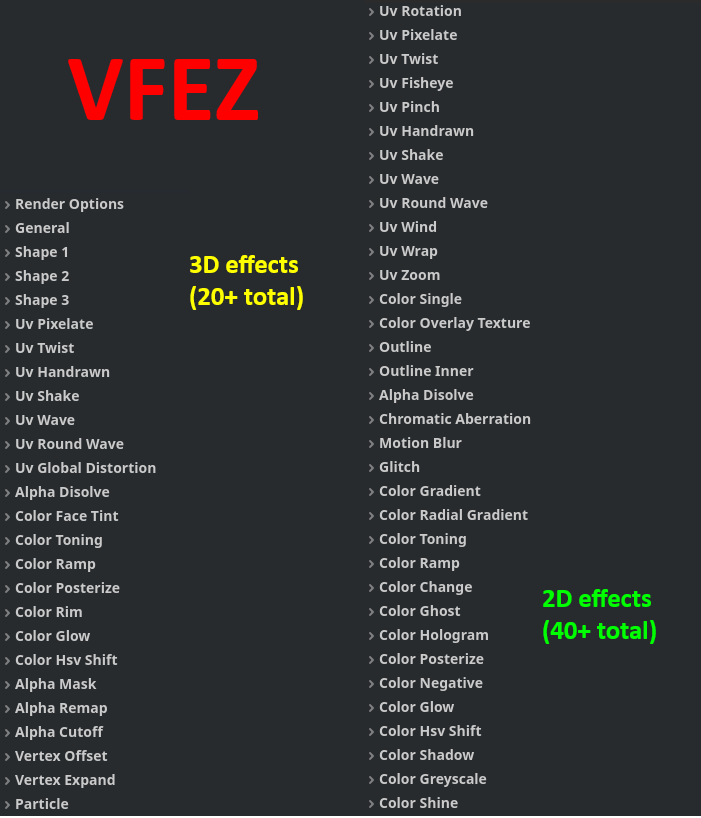 VFEZ
Render Options
General
Shape 1
Shape 2
Shape 3
Uv Pixelate
Uv Twist
Uv Handrawn
Uv Shake
Uv Wave
Uv Round Wave
Uv Global Distortion
Alpha Disolve
Color Face Tint
Color Toning
Color Ramp
Color Posterize
Color Rim
Color Glow
Color Hsv Shift
Alpha Mask
Alpha Remap
Alpha Cutoff
Vertex Offset
Vertex Expand
Particle
3D effects
(20+ total)
Uv Rotation
Uv Pixelate
Uv Twist
Uv Fisheye
Uv Pinch
Uv Handrawn
Uv Shake
Uv Wave
Uv Round Wave
Uv Wind
Uv Wrap
Uv Zoom
Color Single
Color Overlay Texture
Outline
Outline Inner
Alpha Disolve
Chromatic Aberration
Motion Blur
Glitch
Color Gradient
Color Radial Gradient
Color Toning
Color Ramp
Color Change
Color Ghost
Color Hologram
Color Posterize
Color Negative
Color Glow
Color Hsv Shift
Color Shadow
Color Greyscale
Color Shine
2D effects
(40+ total)